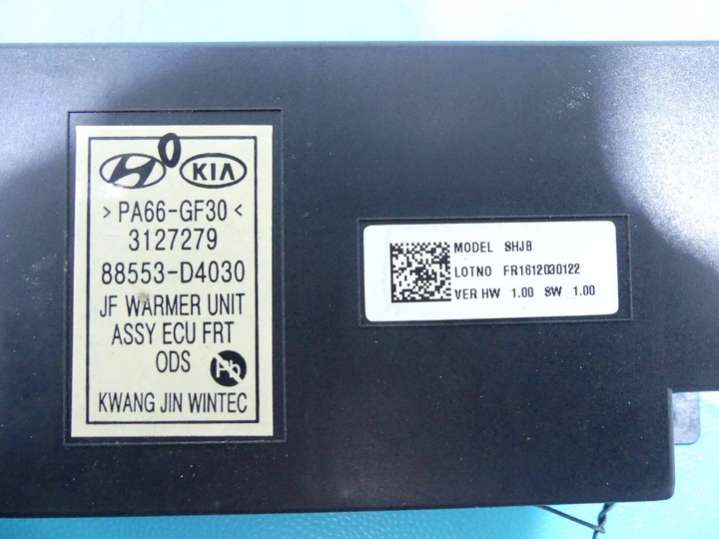 KIA
>PA66-GF30<
3127279
88553-D4030
JF WARMER UNIT
ASSY ECU FRT
ODS
Pb
KWANG JIN WINTEC
MODEL SHJB
LOTNO FR1612030122
VER HW 1.00 SW 1.00